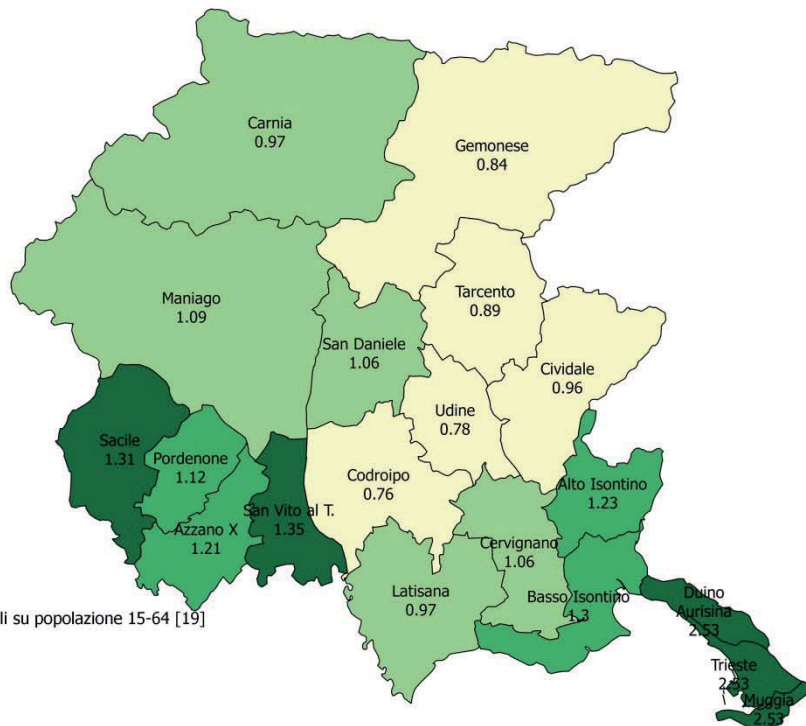 Carnia
0.97
Gemonese
0.84
Maniago
1.09
Tarcento
0.89
San Daniele
1.06
Cividale
0.96
Udine
0.78
Sacile
1.31
Pordenone
1.12
Codroipo
0.76
Alto Isontino
1.23
San Vito al T.
1.35
Azzano X
1.21
Cervignano
1.06
Latisana
0.97
Basso Isontino
1.3
Duino
Aurisina
2.53
li su popolazione 15-64 [19]
Trieste
2.53
Muggia
2.53